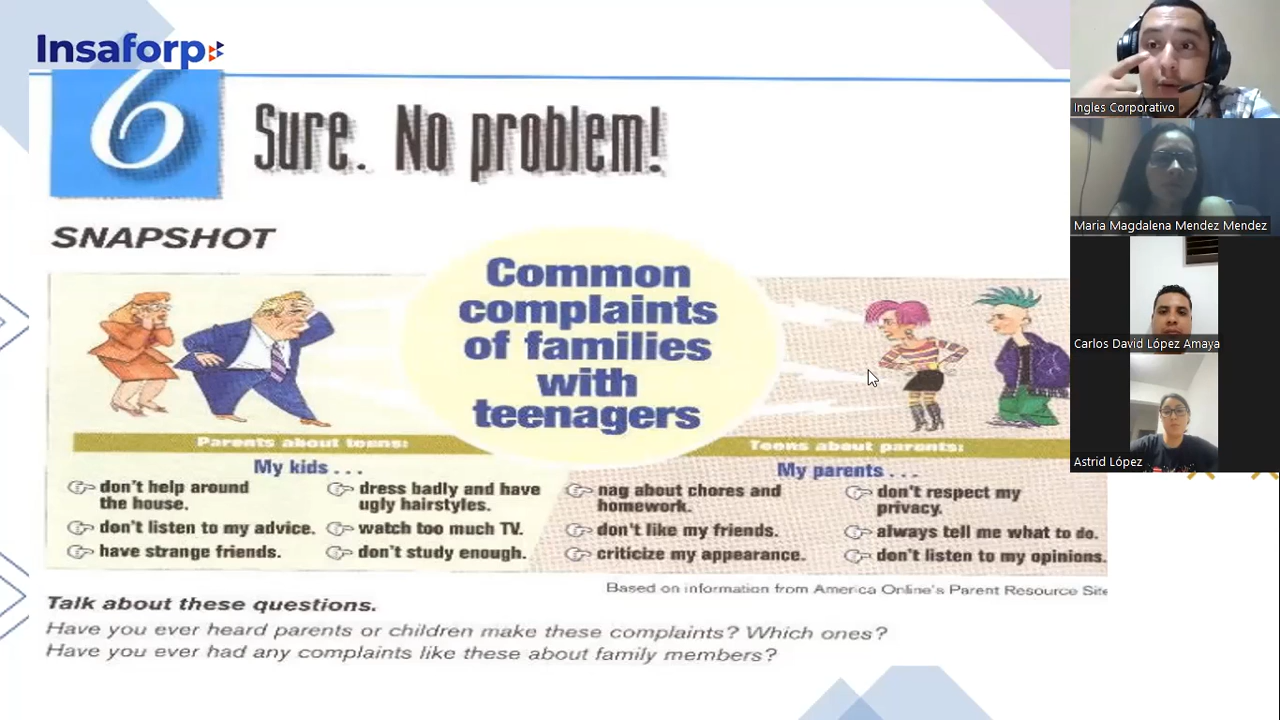 Insaforp
6
Sure. No problem!
SNAPSHOT
Common
complaints
of families
with
teenagers
Parents about teens:
My kids . . .
don't help around
the house.
don't listen to my advice.
have strange friends.
dress badly and have
ugly hairstyles.
watch too much TV.
don't study enough.
Teens about parents:
My parents . . .
nag about chores and
homework.
don't like my friends.
criticize my appearance.
don't respect my
privacy.
always tell me what to do.
don't listen to my opinions.
Based on information from America Online's Parent Resource Site
Talk about these questions.
Have you ever heard parents or children make these complaints? Which ones?
Have you ever had any complaints like these about family members?
Ingles Corporativo
Maria Magdalena Mendez Mendez
Carlos David López Amaya
Astrid López